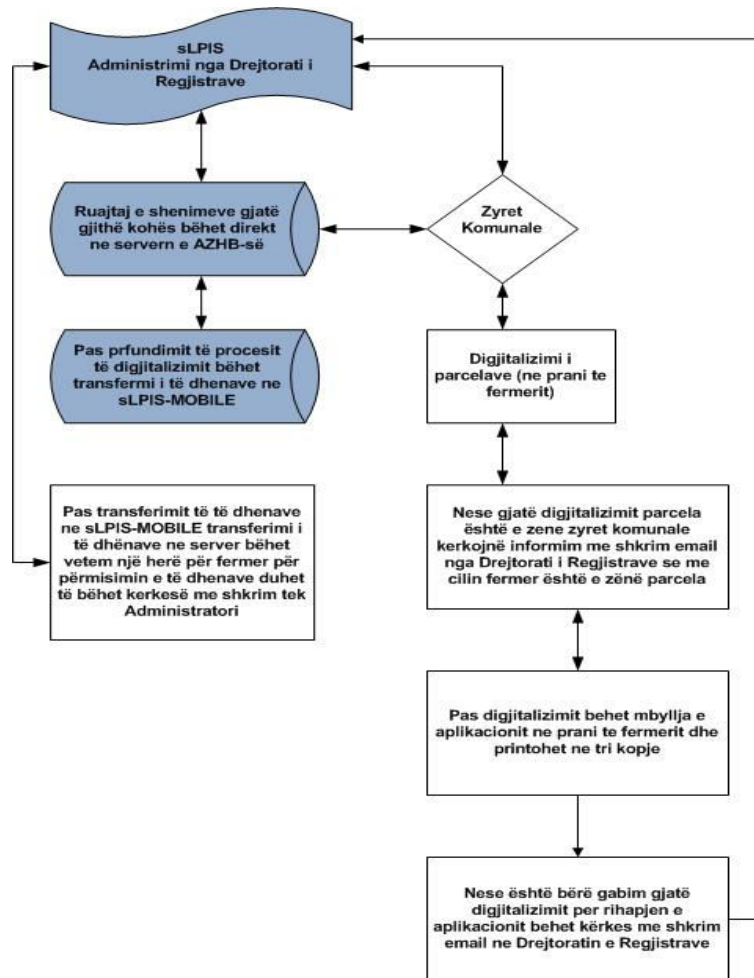 sLPIS
Administrimi nga Drejtorati i
Regjistrave
Ruajtaj e shenimeve gjatë
gjithë kohës bëhet direkt
ne servern e AZHB-së
Zyret
Komunale
Pas prfundimit të procesit
të digjitalizimit bëhet
transfermi i të dhenave ne
sLPIS-MOBILE
Digjitalizimi i
parcelave (ne prani te
fermerit)
Pas transferimit të të dhenave
ne sLPIS-MOBILE transferimi i
të dhënave ne server bëhet
vetem një herë për fermer për
përmisimin e të dhenave duhet
të bëhet kerkesë me shkrim tek
Administratori
Nese gjatë digjitalizimit parcela
është e zene zyret komunale
kerkojnë informim me shkrim email
nga Drejtorati i Regjistrave se me
cilin fermer është e zënë parcela
Pas digjitalizimit behet mbyllja e
aplikacionit ne prani te fermerit dhe
printohet ne tri kopje
Nese është bërë gabim gjatë
digjitalizimit per rihapjen e
aplikacionit behet kërkes me shkrim
email ne Drejtoratin e Regjistrave